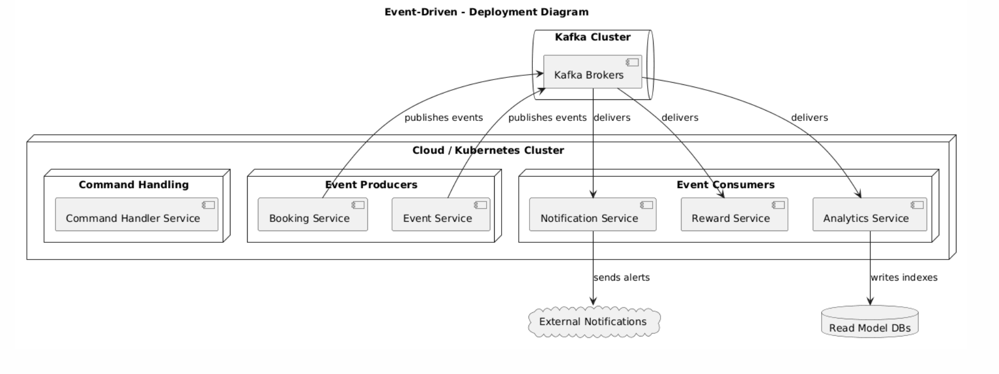 Event-Driven - Deployment Diagram
Kafka Cluster
Kafka Brokers
publishes events
publishes events
delivers
delivers
delivers
Cloud / Kubernetes Cluster
Command Handling
Event Producers
Event Consumers
Command Handler Service
Booking Service
Event Service
Notification Service
Reward Service
Analytics Service
sends alerts
writes indexes
External Notifications
Read Model DBs